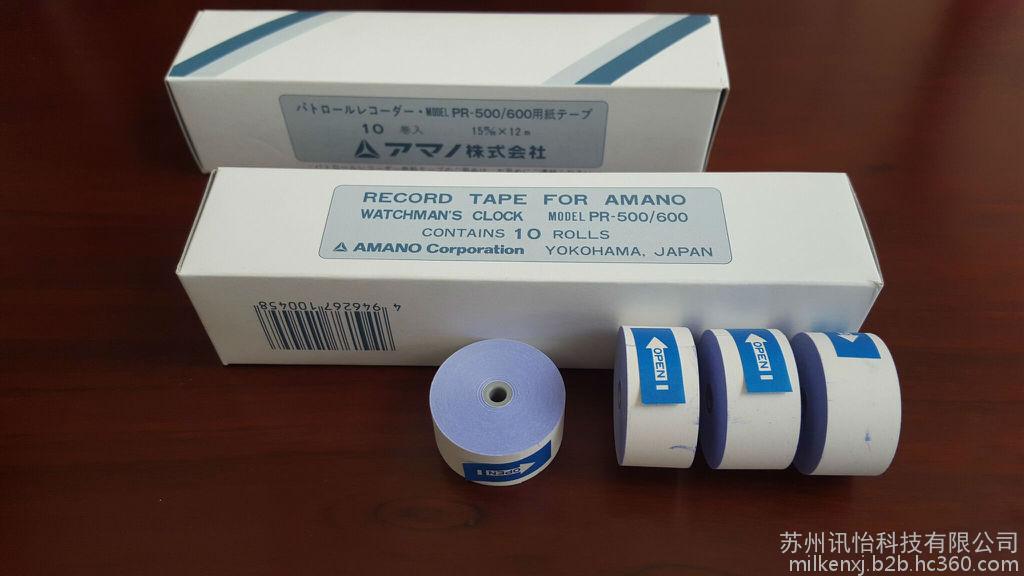 パトロールレコーダー・MODEL PR-500/600用紙テープ
10 巻入 15㎜×12m
アマノ株式会社
RECORD TAPE FOR AMANO
WATCHMAN'S CLOCK MODEL PR-500/600
CONTAINS 10 ROLLS
AMANO Corporation YOKOHAMA, JAPAN
4 946267 100458
OPEN
OPEN
OPEN
苏州讯怡科技有限公司
milkenxj.b2b.hc360.com